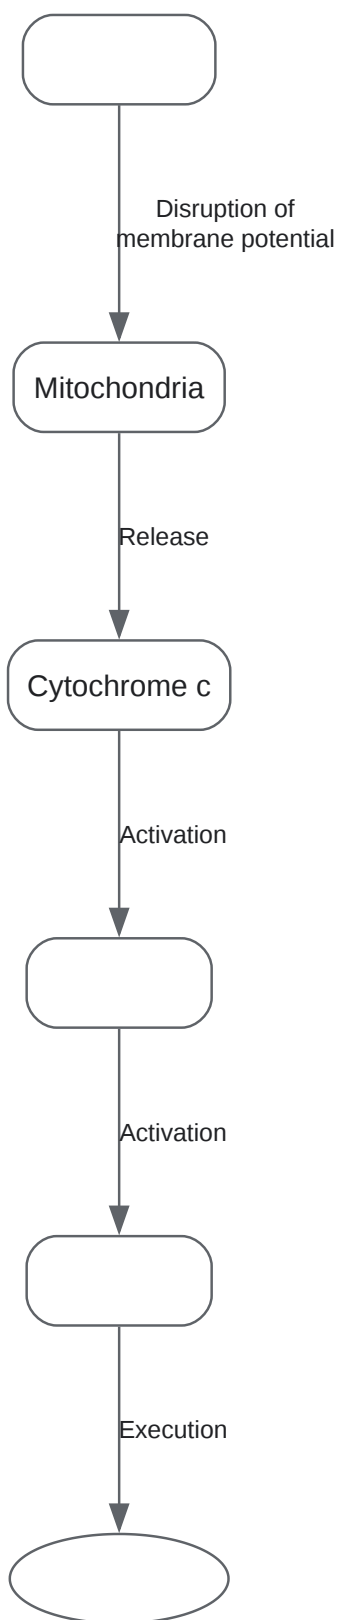 Disruption of
membrane potential
Mitochondria
Release
Cytochrome c
Activation
Activation
Execution